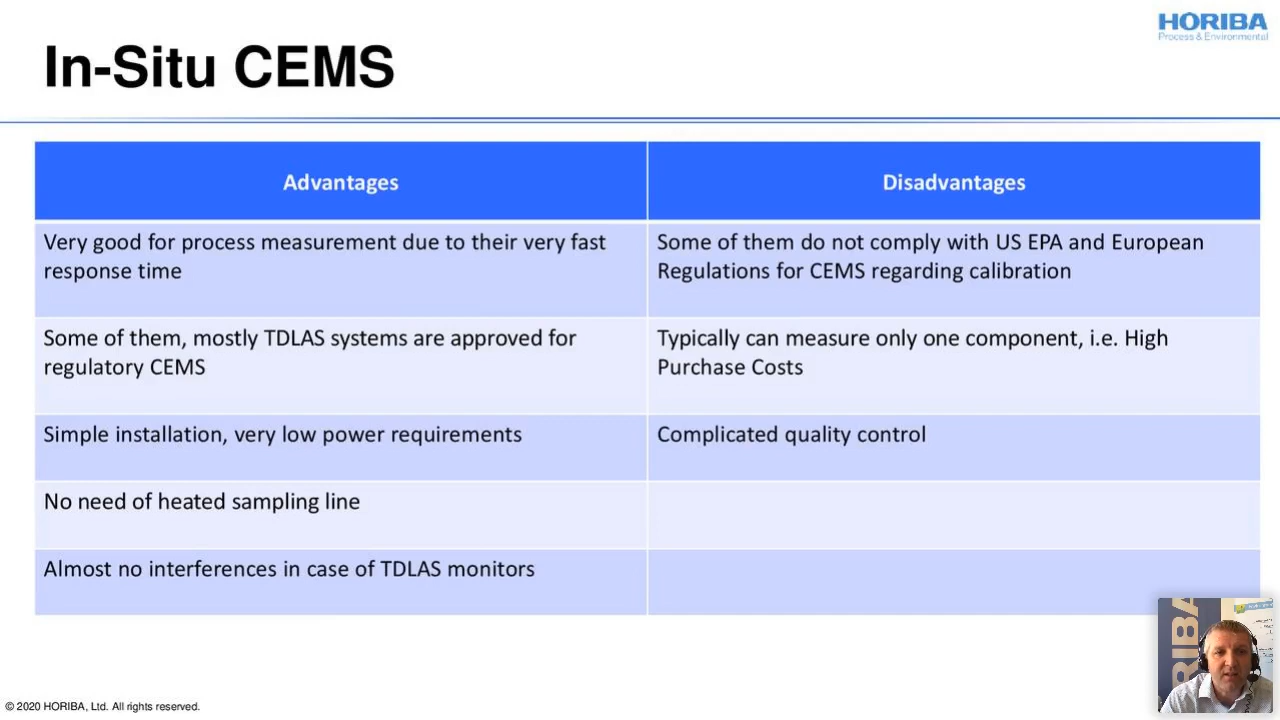 HORIBA
Process & Environmental
In-Situ CEMS
Advantages
Disadvantages
Very good for process measurement due to their very fast
response time
Some of them do not comply with US EPA and European
Regulations for CEMS regarding calibration
Some of them, mostly TDLAS systems are approved for
regulatory CEMS
Typically can measure only one component, i.e. High
Purchase Costs
Simple installation, very low power requirements
Complicated quality control
No need of heated sampling line
Almost no interferences in case of TDLAS monitors
RIBA
© 2020 HORIBA, Ltd. All rights reserved.